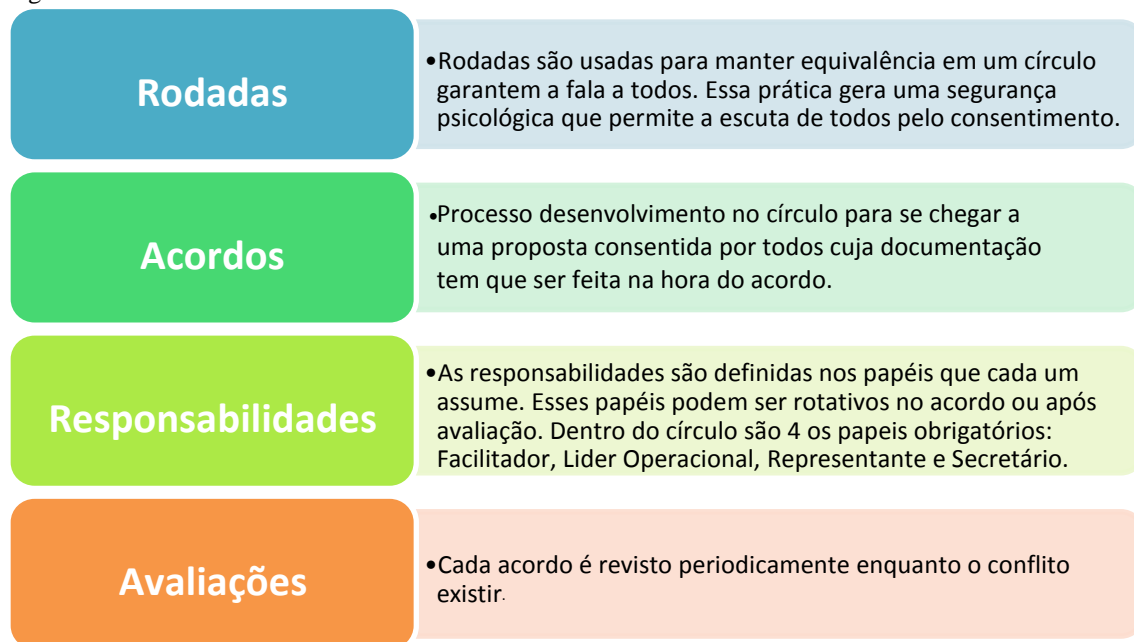 Rodadas
•Rodadas são usadas para manter equivalência em um círculo
garantem a fala a todos. Essa prática gera uma segurança
psicológica que permite a escuta de todos pelo consentimento.
Acordos
•Processo desenvolvimento no círculo para se chegar a
uma proposta consentida por todos cuja documentação
tem que ser feita na hora do acordo.
Responsabilidades
•As responsabilidades são definidas nos papéis que cada um
assume. Esses papéis podem ser rotativos no acordo ou após
avaliação. Dentro do círculo são 4 os papeis obrigatórios:
Facilitador, Lider Operacional, Representante e Secretário.
Avaliações
•Cada acordo é revisto periodicamente enquanto o conflito
existir.